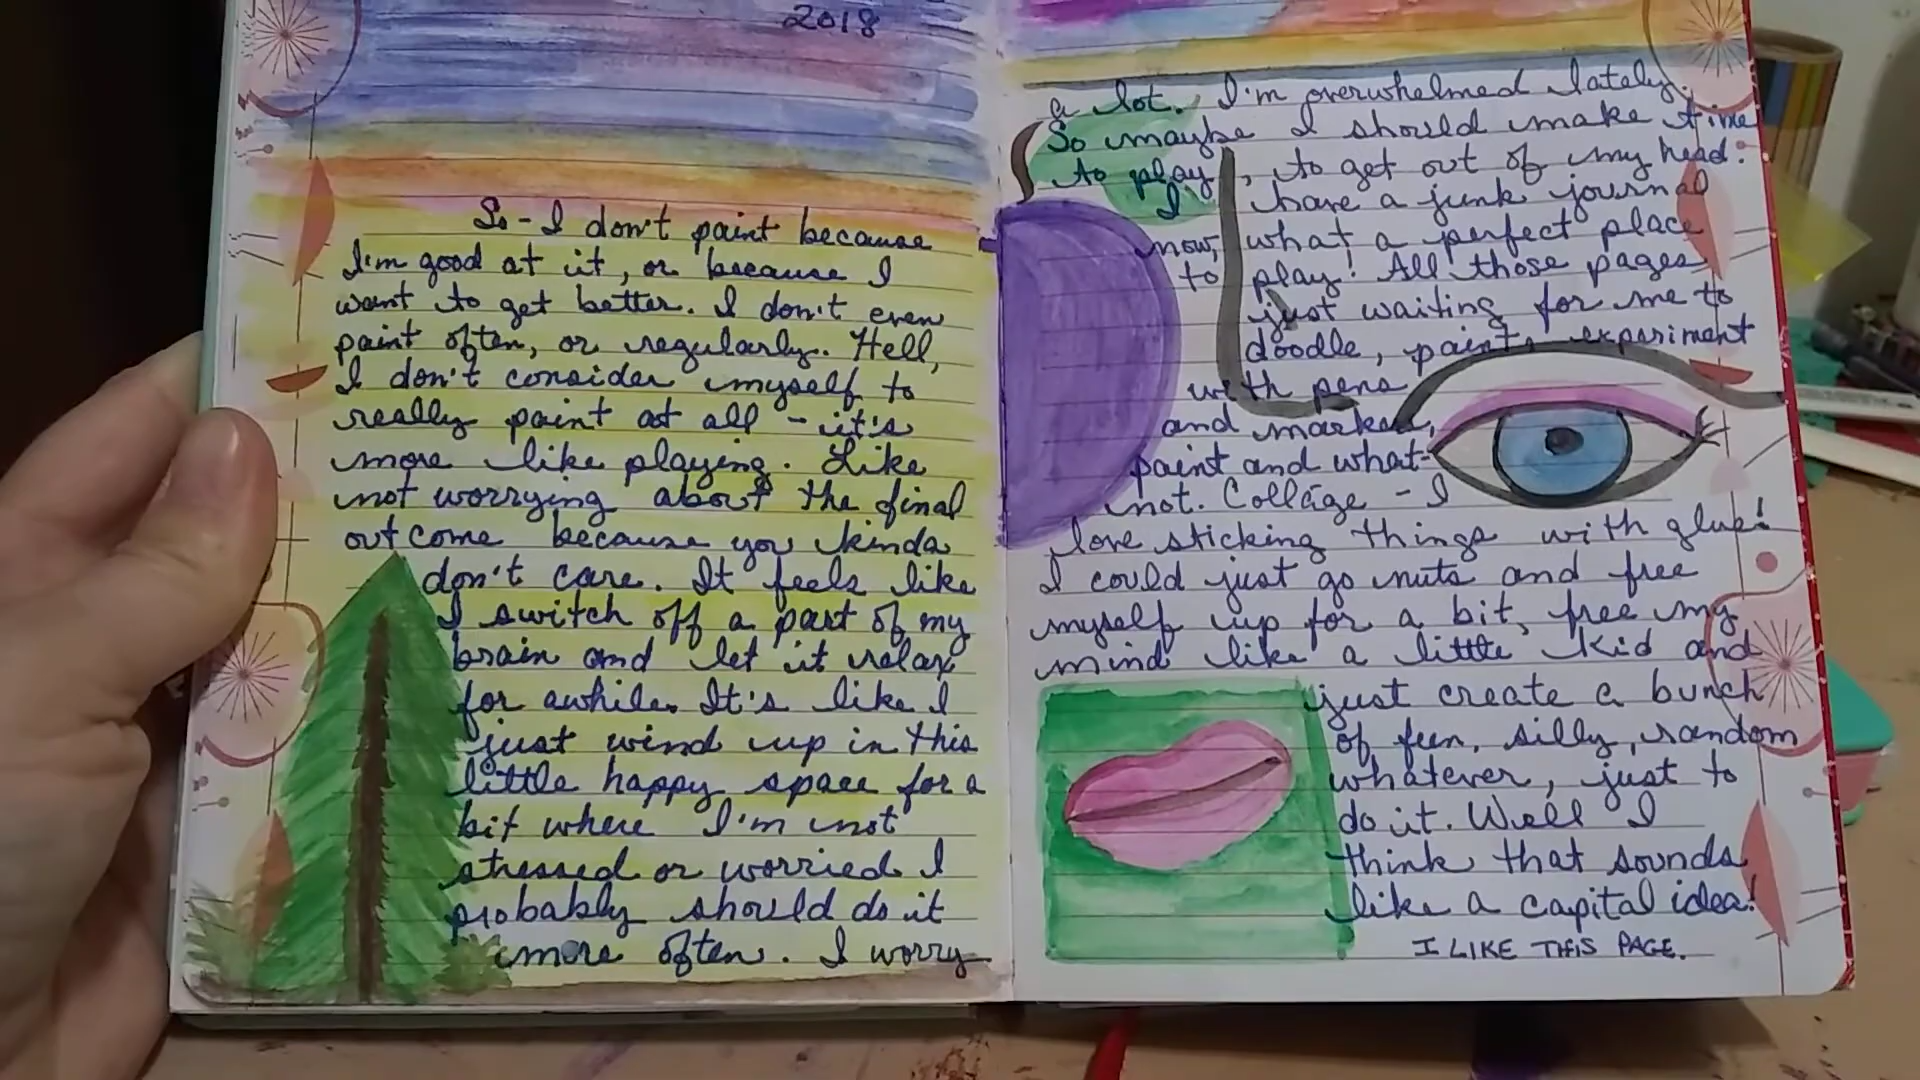 2018
So - I don't paint because
I'm good at it, or because I
want to get better. I don't even
paint often, or regularly. Hell,
I don't consider myself to
really paint at all - it's
more like playing. Like
not worrying about the final
outcome because you kinda
don't care. It feels like
I switch off a part of my
brain and let it relax
for awhile. It's like I
just wind up in this
little happy space for a
bit where I'm not
stressed or worried I
probably should do it
more often. I worry
a lot. I'm overwhelmed lately.
So maybe I should make time
to play, to get out of my head.
I have a junk journal
now, what a perfect place
to play! All those pages
just waiting for me to
doodle, paint, experiment
with pens
and markers,
paint and what-
not. Collage - I
love sticking things with glue!
I could just go nuts and free
myself up for a bit, free my
mind like a little kid and
just create a bunch
of fun, silly, random
whatever, just to
do it. Well I
think that sounds
like a capital idea!
I LIKE THIS PAGE.